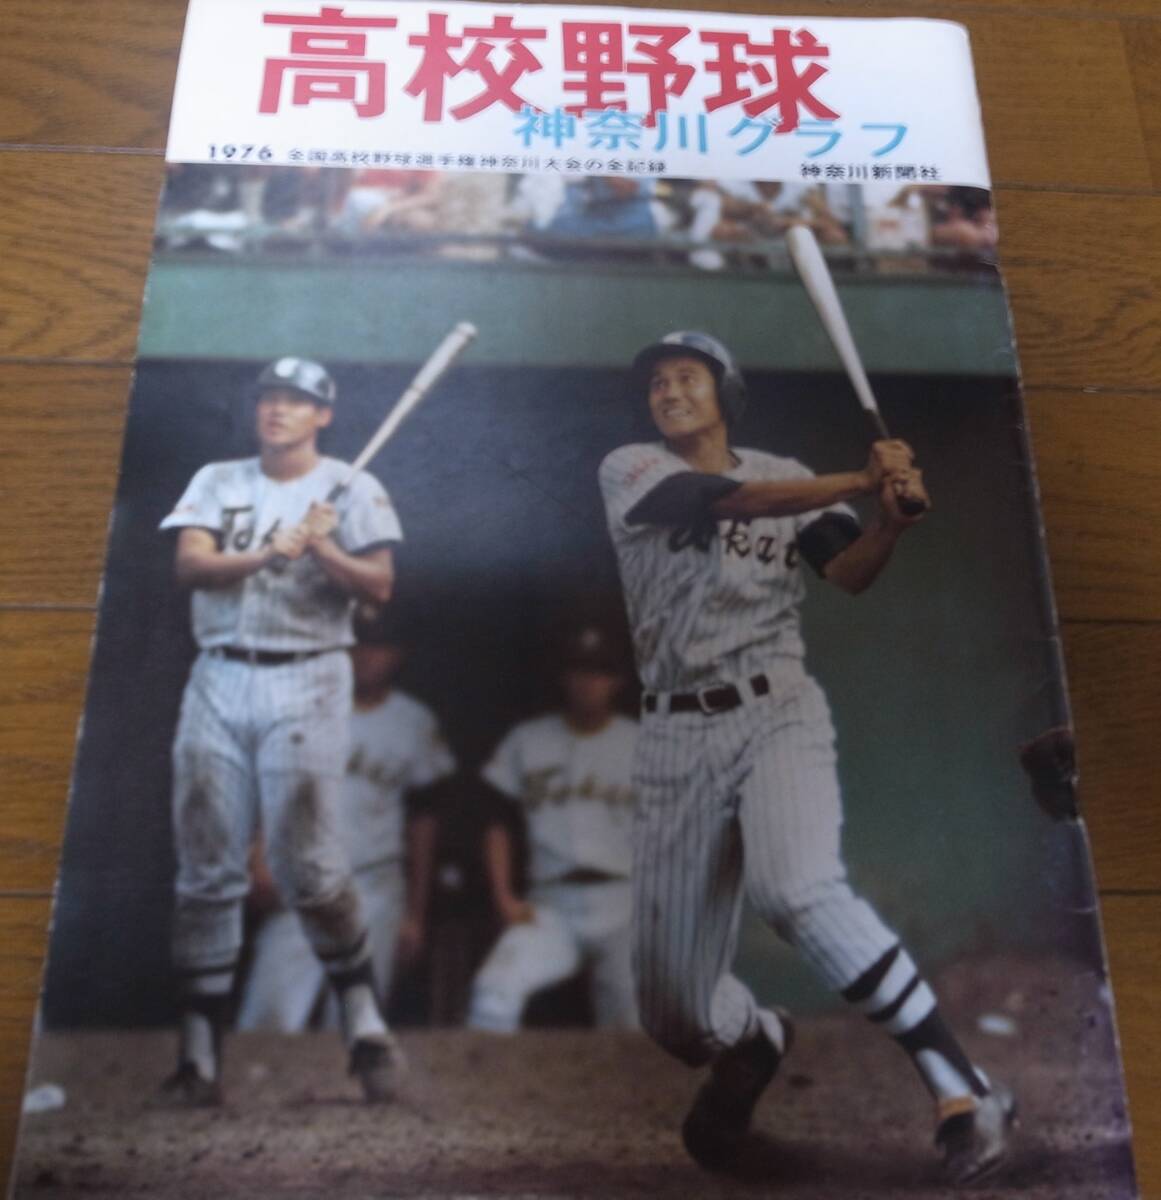 高校野球
神奈川グラフ
1976 全国高校野球選手権神奈川大会の全記録
神奈川新聞社
Tokai